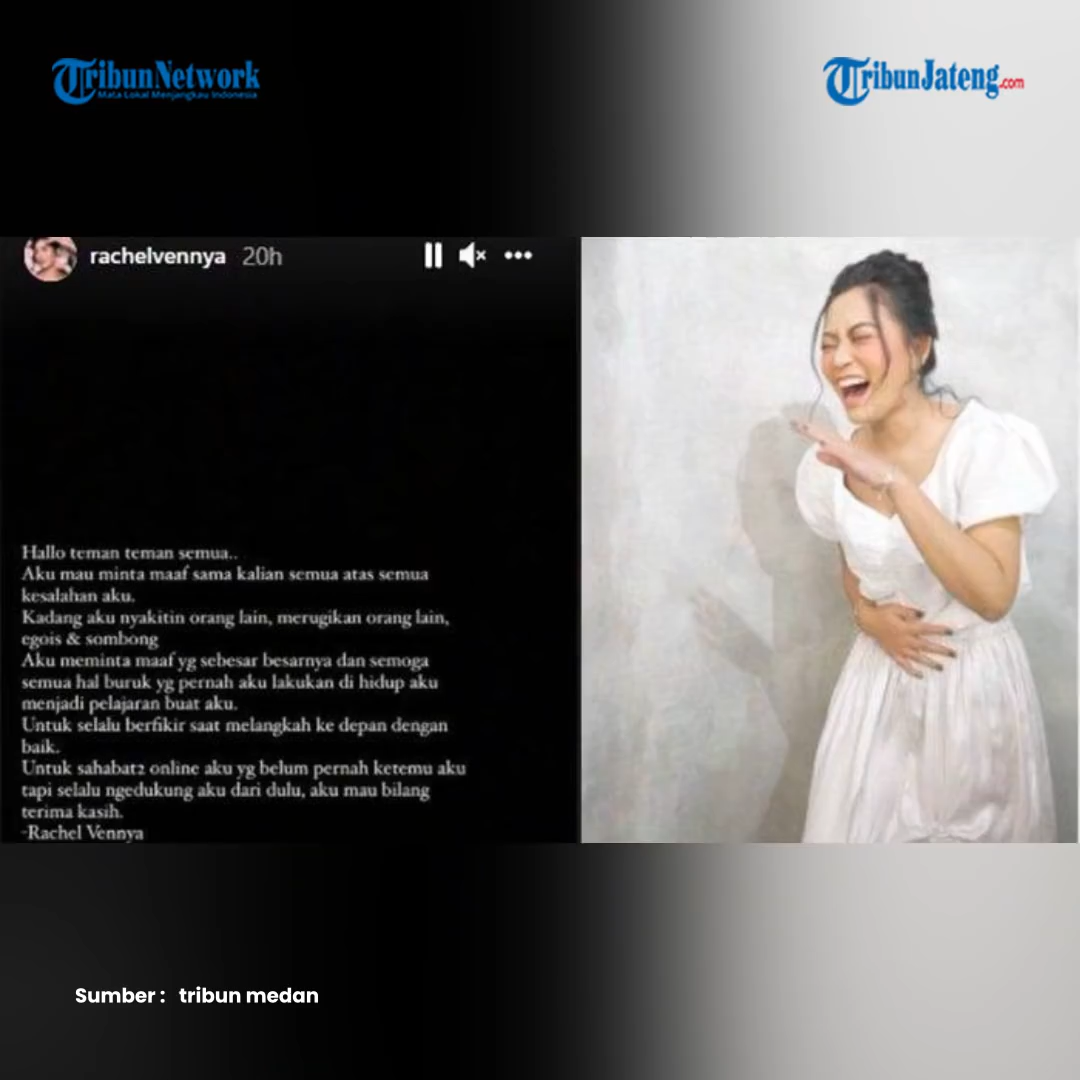 TribunNetwork
Mata Lokal Menjangkau Indonesia
TribunJateng.com
rachelvennya 20h
Hallo teman teman semua..
Aku mau minta maaf sama kalian semua atas semua
kesalahan aku.
Kadang aku nyakitin orang lain, merugikan orang lain,
egois & sombong
Aku meminta maaf yg sebesar besarnya dan semoga
semua hal buruk yg pernah aku lakukan di hidup aku
menjadi pelajaran buat aku.
Untuk selalu berfikir saat melangkah ke depan dengan
baik.
Untuk sahabat2 online aku yg belum pernah ketemu aku
tapi selalu ngedukung aku dari dulu, aku mau bilang
terima kasih.
-Rachel Vennya
Sumber : tribun medan